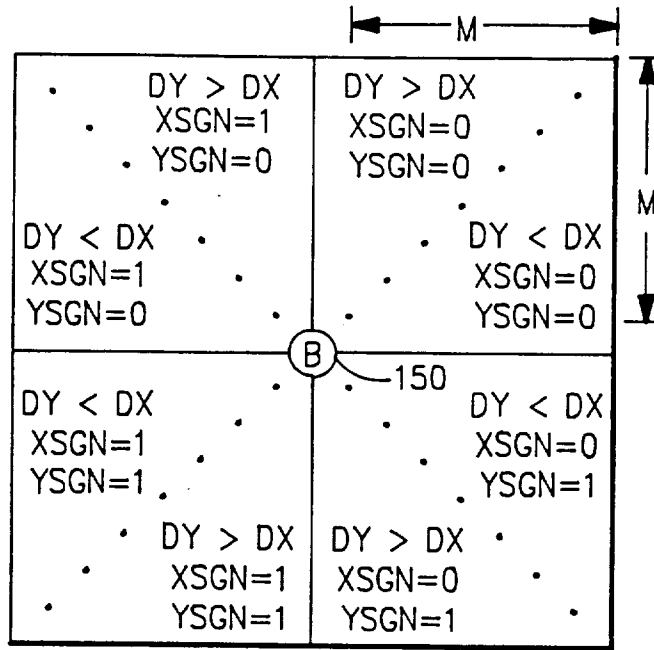 M
DY > DX
XSGN=1
YSGN=0
DY > DX
XSGN=0
YSGN=0
M
DY < DX
XSGN=1
YSGN=0
DY < DX
XSGN=0
YSGN=0
B
150
DY < DX
XSGN=1
YSGN=1
DY < DX
XSGN=0
YSGN=1
DY > DX
XSGN=1
YSGN=1
DY > DX
XSGN=0
YSGN=1